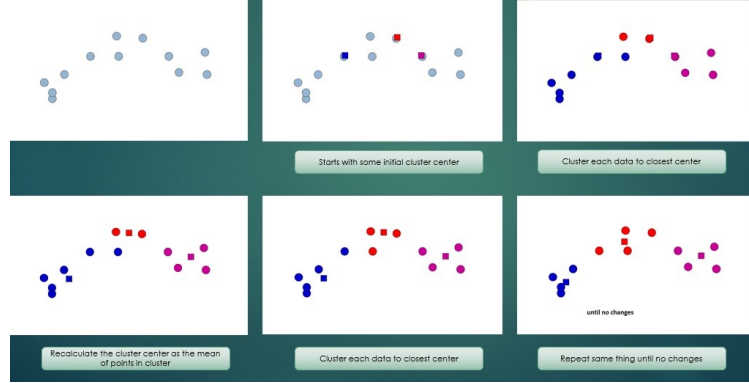 Starts with some initial cluster center
Cluster each data to closest center
until no changes
Recalculate the cluster center as the mean
of points in cluster
Cluster each data to closest center
Repeat same thing until no changes